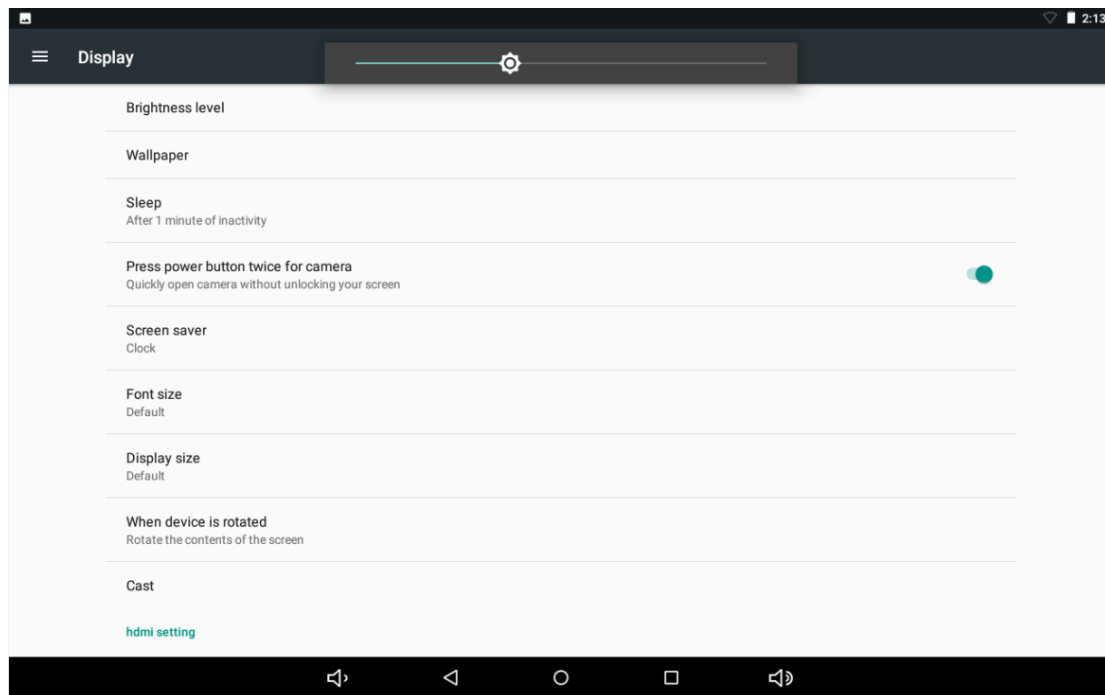 2:13
Display
Brightness level
Wallpaper
Sleep
After 1 minute of inactivity
Press power button twice for camera
Quickly open camera without unlocking your screen
Screen saver
Clock
Font size
Default
Display size
Default
When device is rotated
Rotate the contents of the screen
Cast
hdmi setting